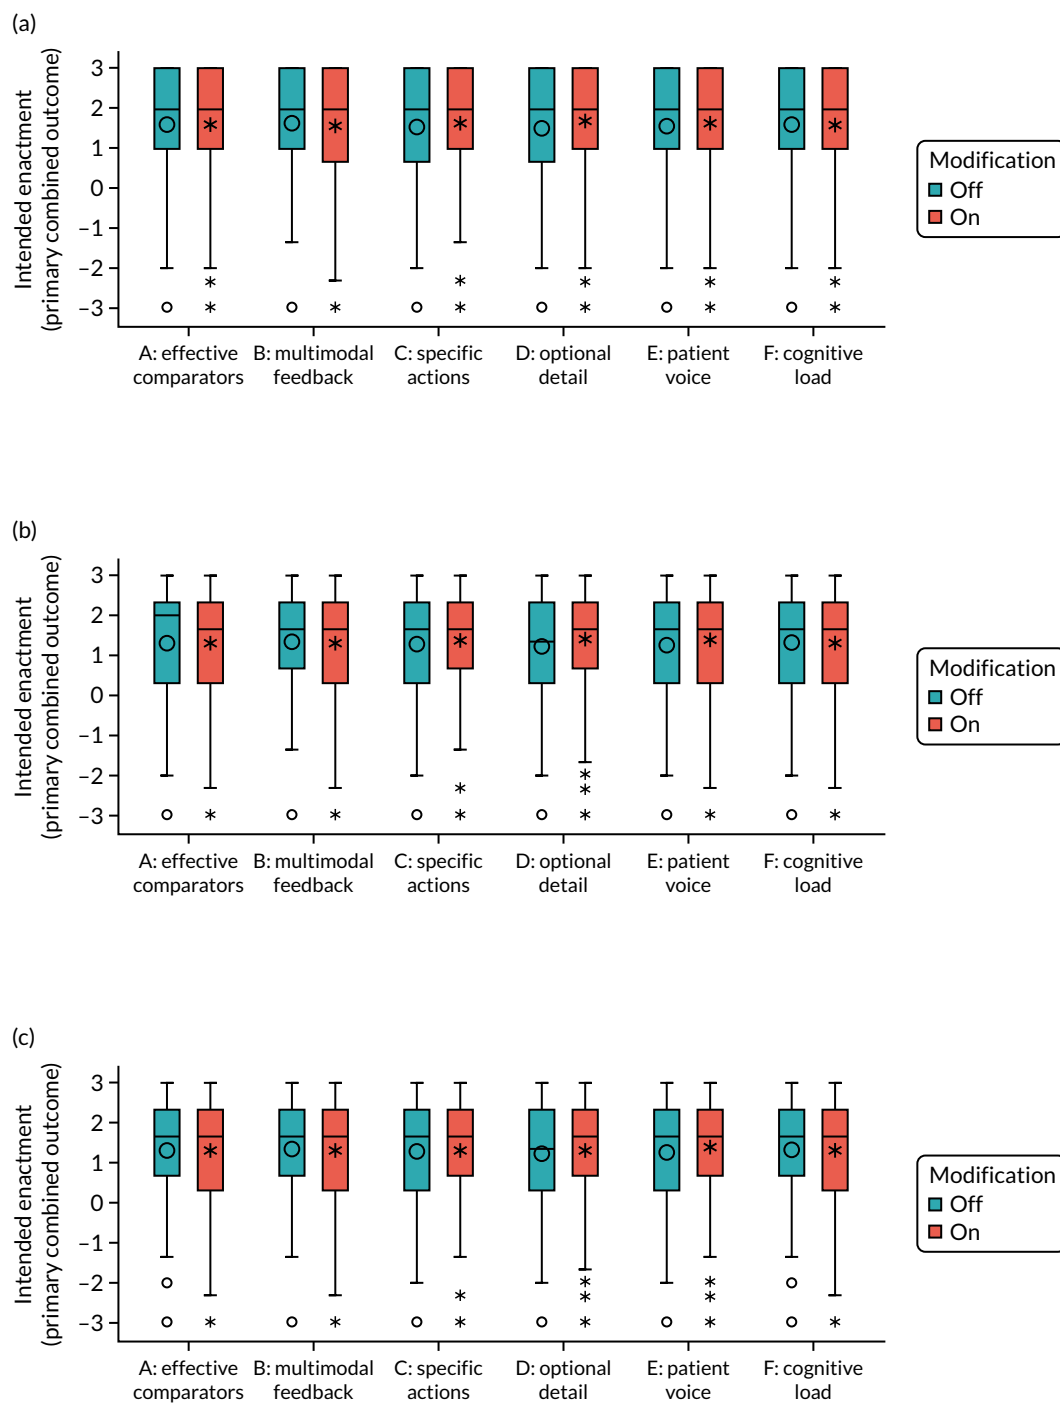 (a)
Intended enactment
(primary combined outcome)
3
2
1
0
−1
−2
−3
A: effective
comparators
B: multimodal
feedback
C: specific
actions
D: optional
detail
E: patient
voice
F: cognitive
load
Modification
Off
On
(b)
Intended enactment
(primary combined outcome)
3
2
1
0
−1
−2
−3
A: effective
comparators
B: multimodal
feedback
C: specific
actions
D: optional
detail
E: patient
voice
F: cognitive
load
Modification
Off
On
(c)
Intended enactment
(primary combined outcome)
3
2
1
0
−1
−2
−3
A: effective
comparators
B: multimodal
feedback
C: specific
actions
D: optional
detail
E: patient
voice
F: cognitive
load
Modification
Off
On